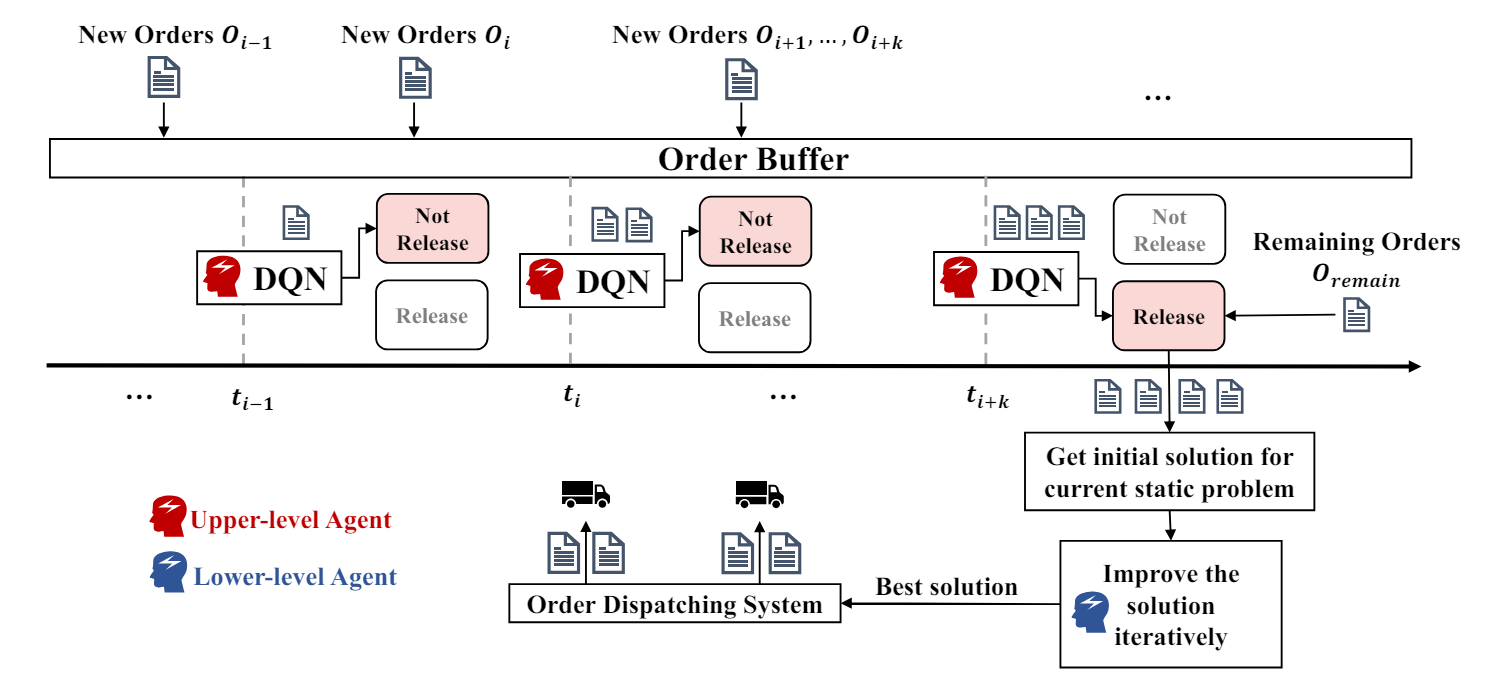 New Orders O_{i-1}
New Orders O_i
New Orders O_{i+1}, ..., O_{i+k}
...
Order Buffer
Not
Release
DQN
Release
Not
Release
DQN
Release
Not
Release
DQN
Release
Remaining Orders
O_{remain}
...
t_{i-1}
t_i
...
t_{i+k}
Get initial solution for
current static problem
Upper-level Agent
Lower-level Agent
Order Dispatching System
Best solution
Improve the
solution
iteratively